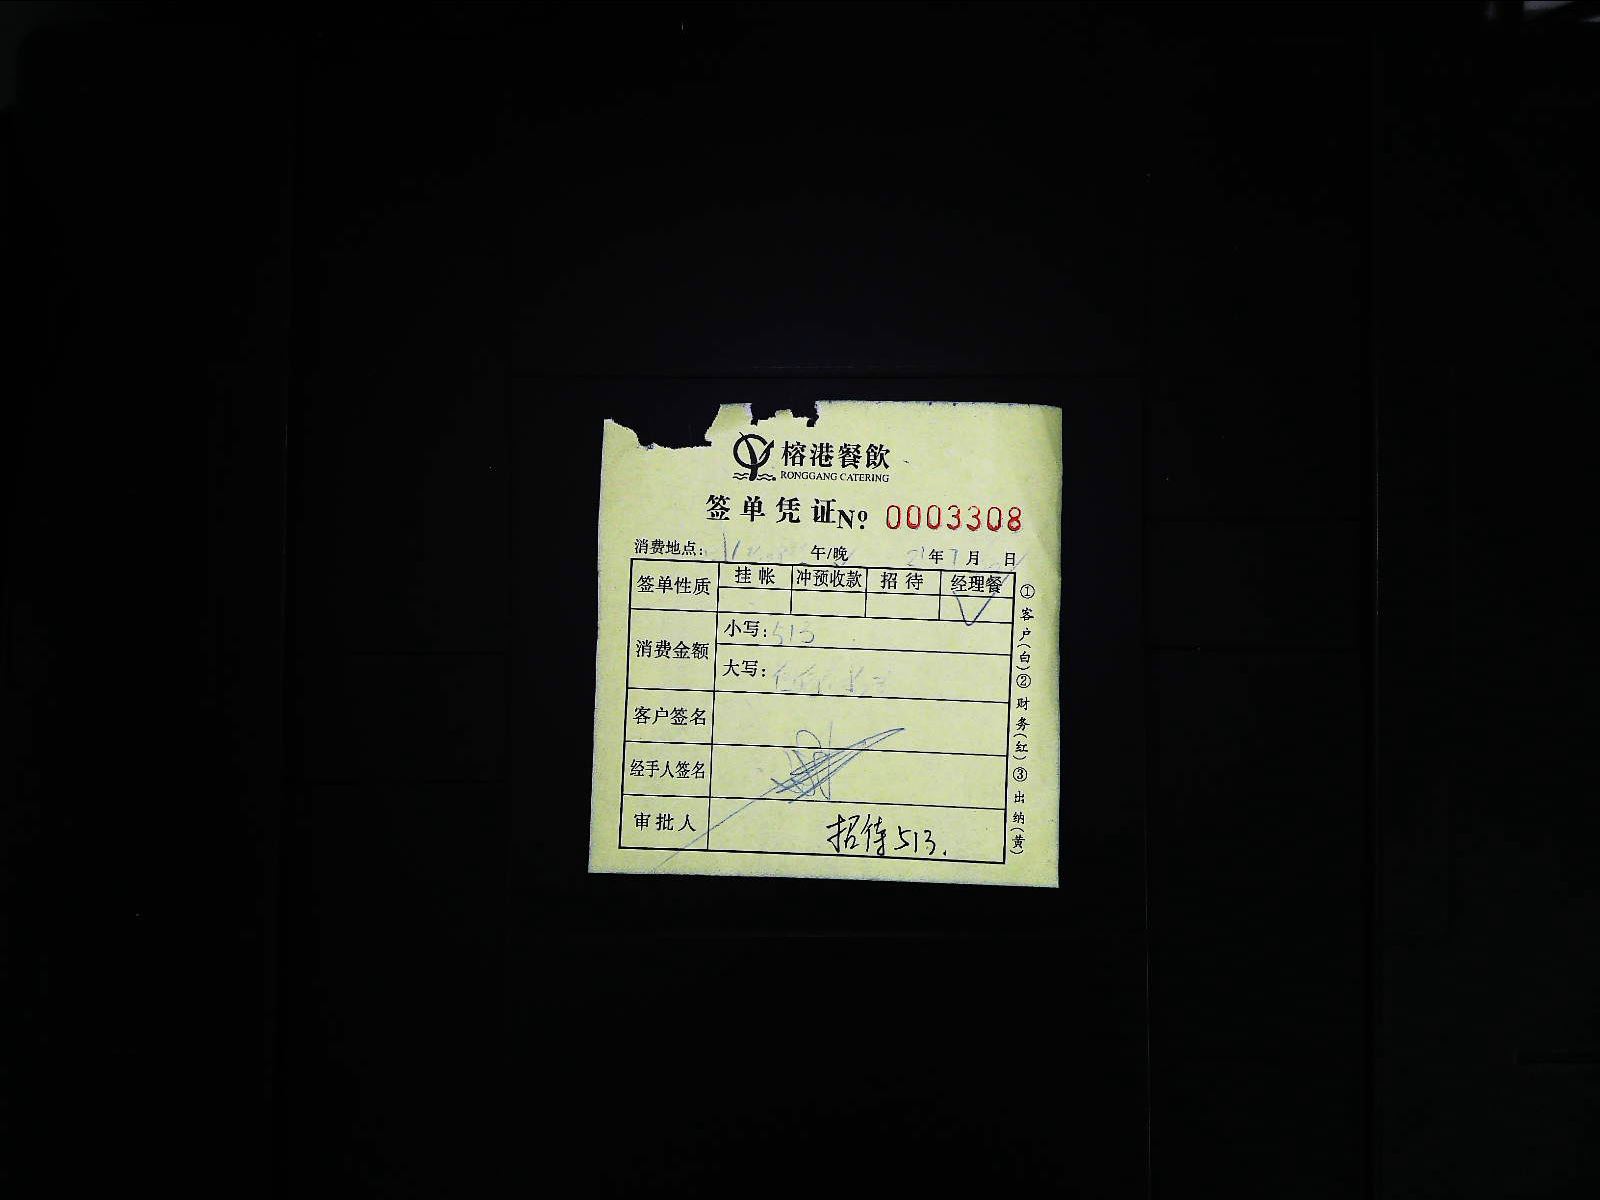 榕港餐飲
RONGGANG CATERING
签单凭证 Nº 0003308
消费地点: 午/晚 21年7月 日
签单性质 挂帐 冲预收款 招待 经理餐
消费金额
小写:513
大写:
客户签名
经手人签名
审批人 招待513.
①客户(白)②财务(红)③出纳(黄)